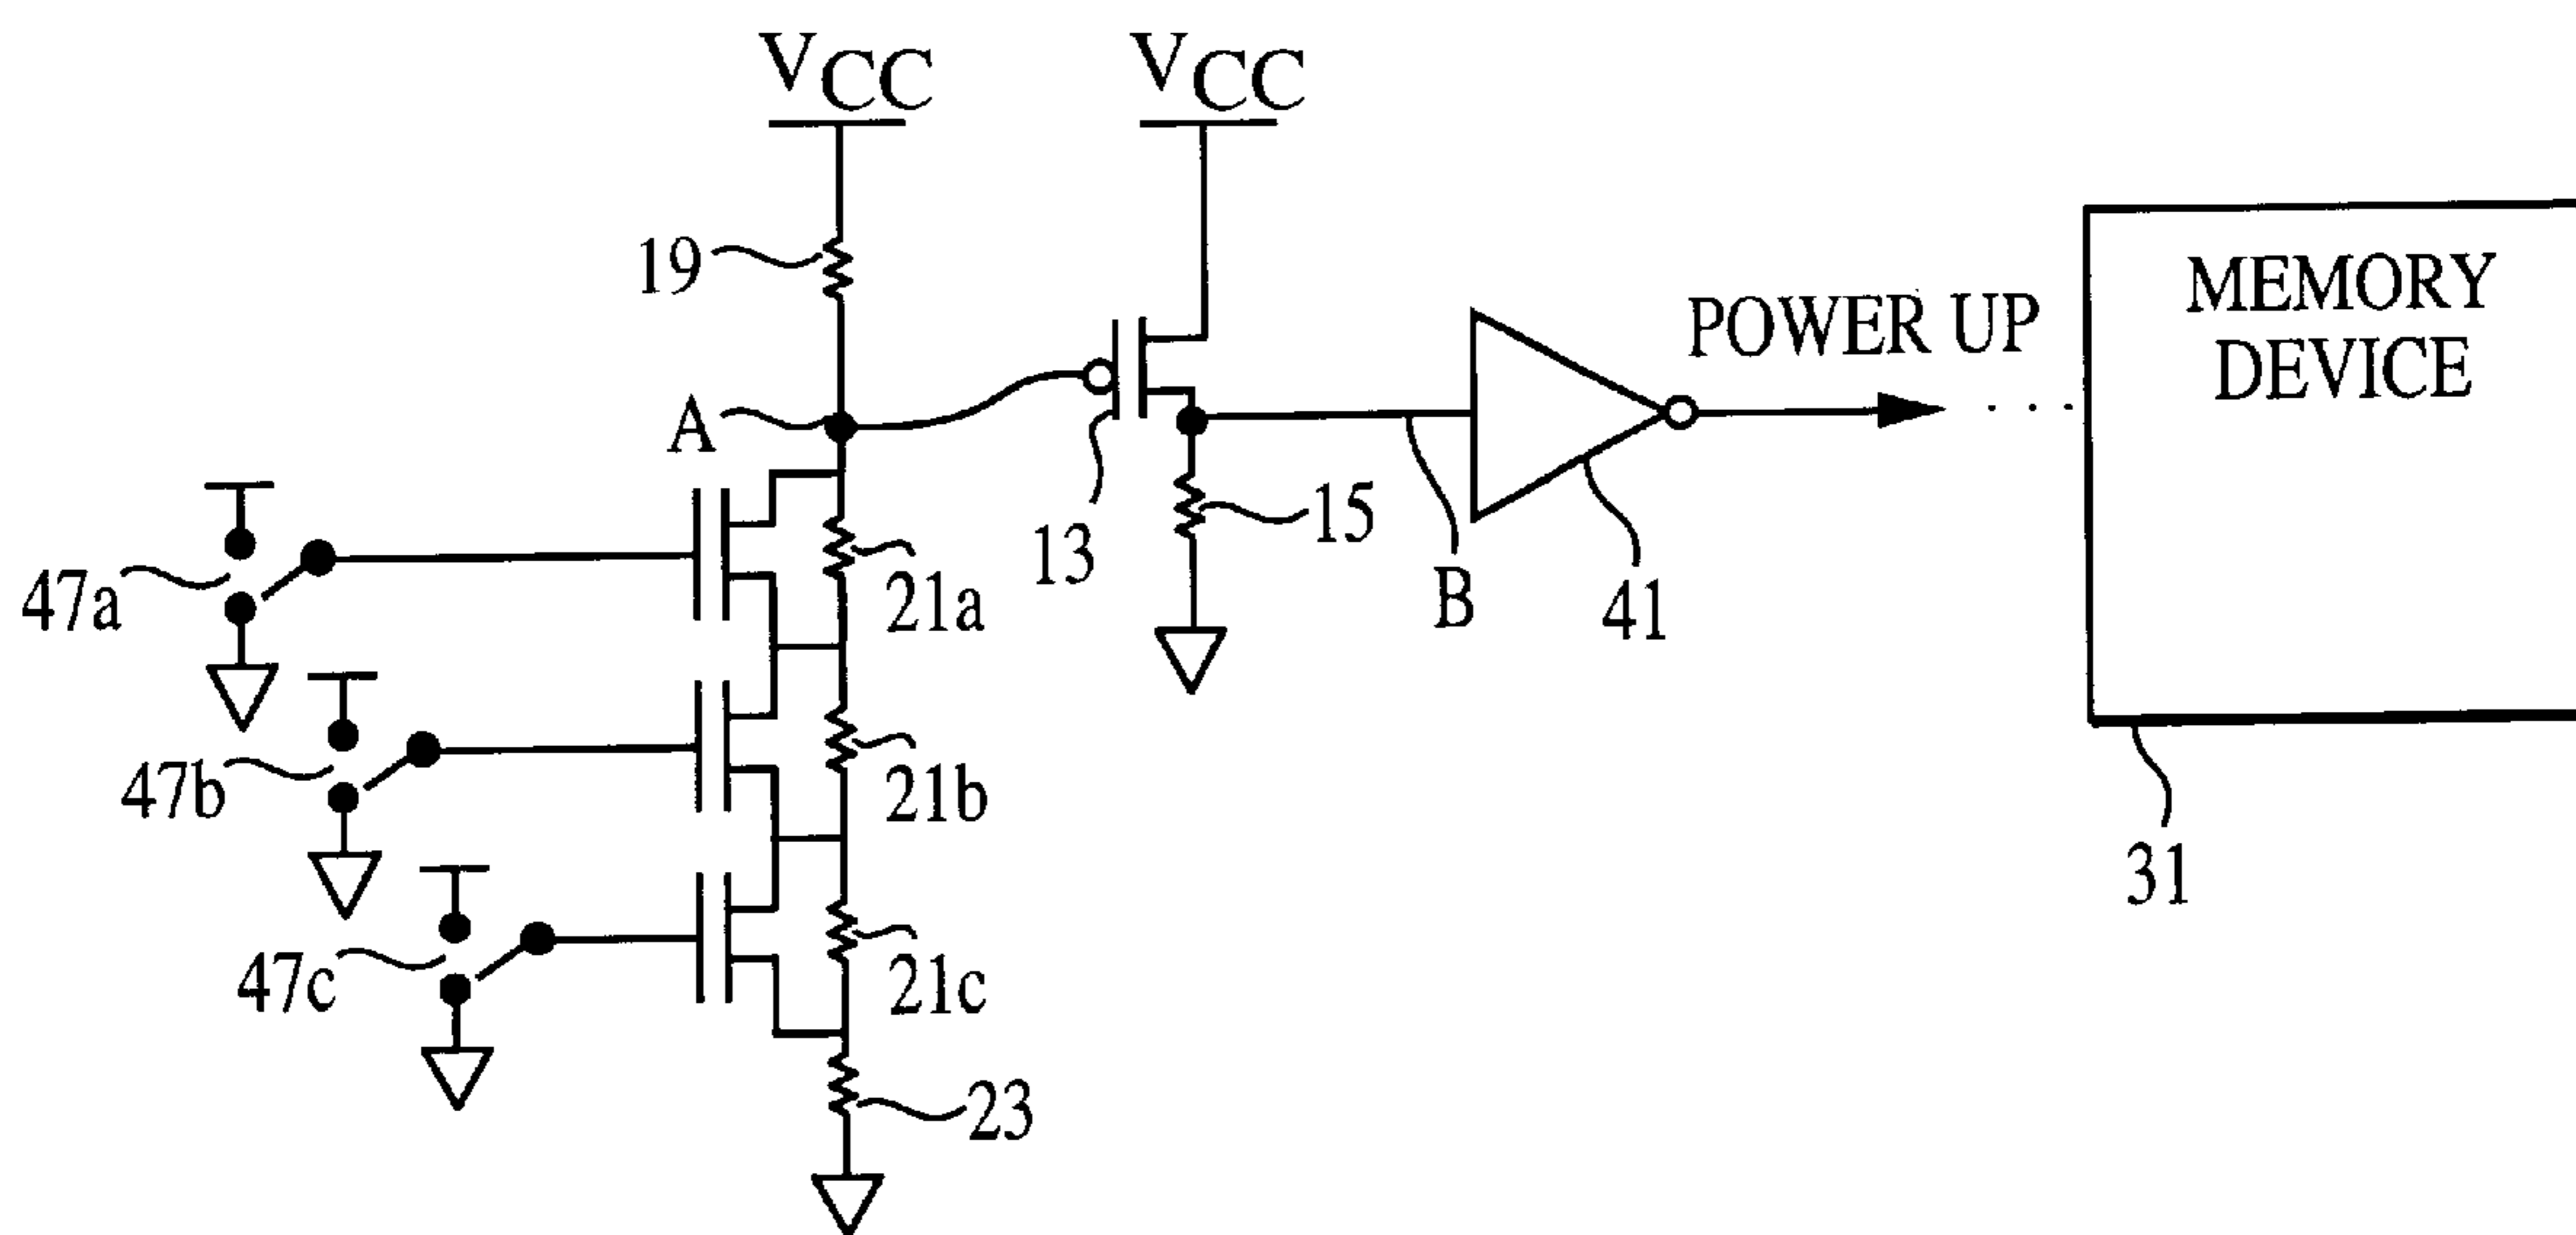 VCC
VCC
19
A
13
15
B
41
POWER UP
. . .
MEMORY
DEVICE
31
47a
21a
47b
21b
47c
21c
23